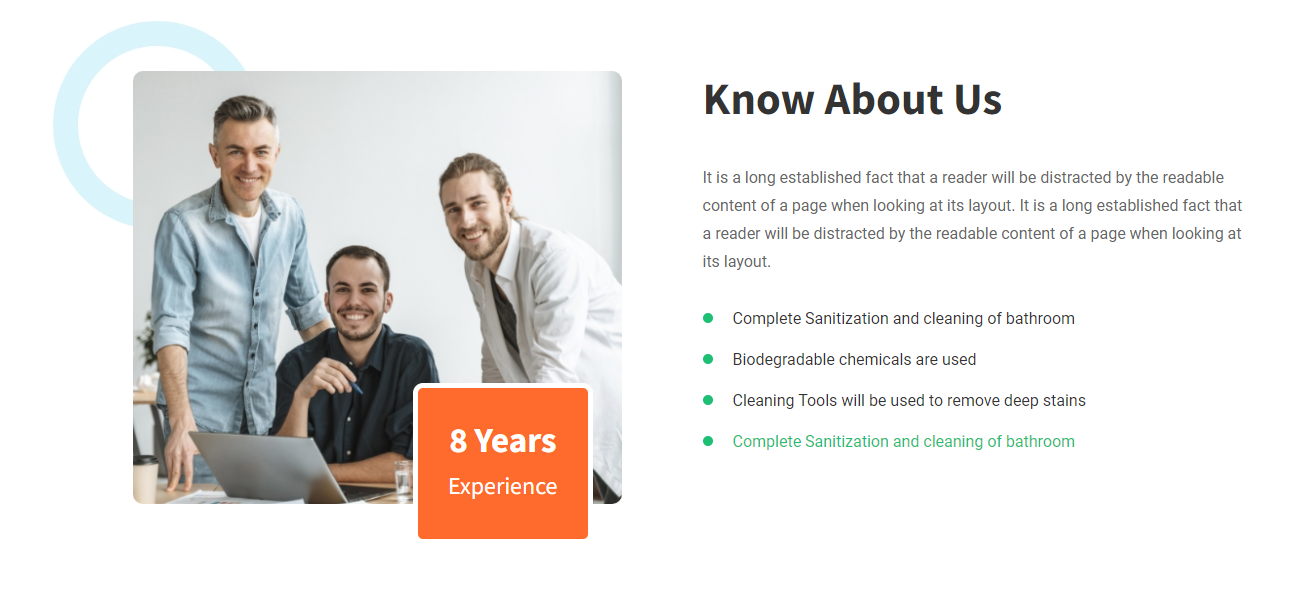 Know About Us
It is a long established fact that a reader will be distracted by the readable
content of a page when looking at its layout. It is a long established fact that
a reader will be distracted by the readable content of a page when looking at
its layout.
Complete Sanitization and cleaning of bathroom
Biodegradable chemicals are used
Cleaning Tools will be used to remove deep stains
Complete Sanitization and cleaning of bathroom
8 Years
Experience